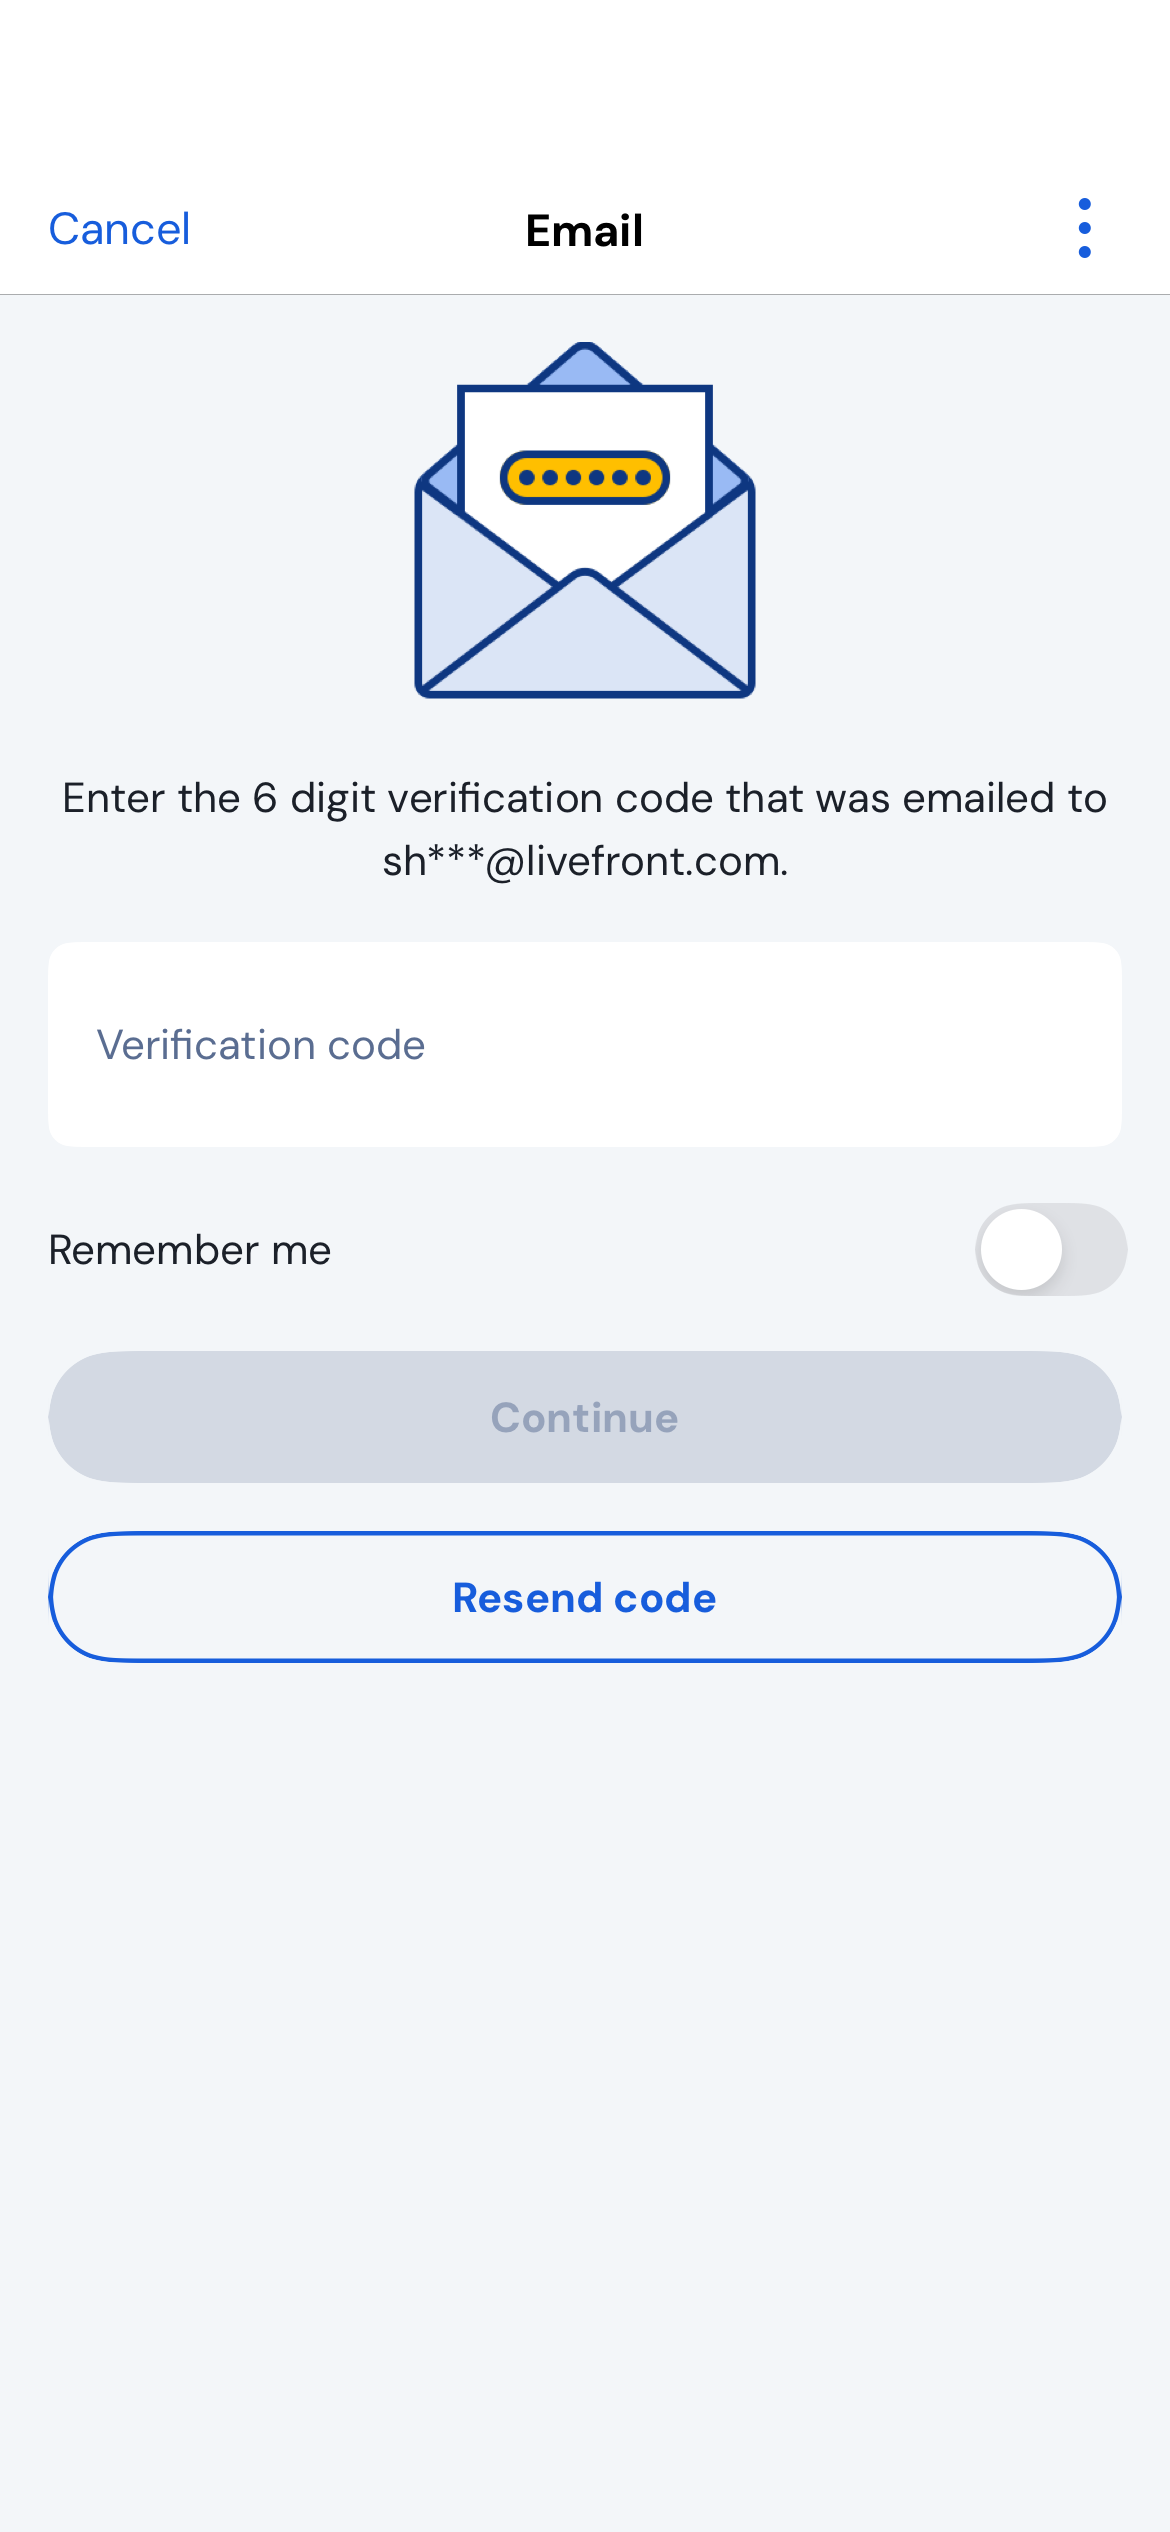 Cancel
Email
Enter the 6 digit verification code that was emailed to
sh***@livefront.com.
Verification code
Remember me
Continue
Resend code